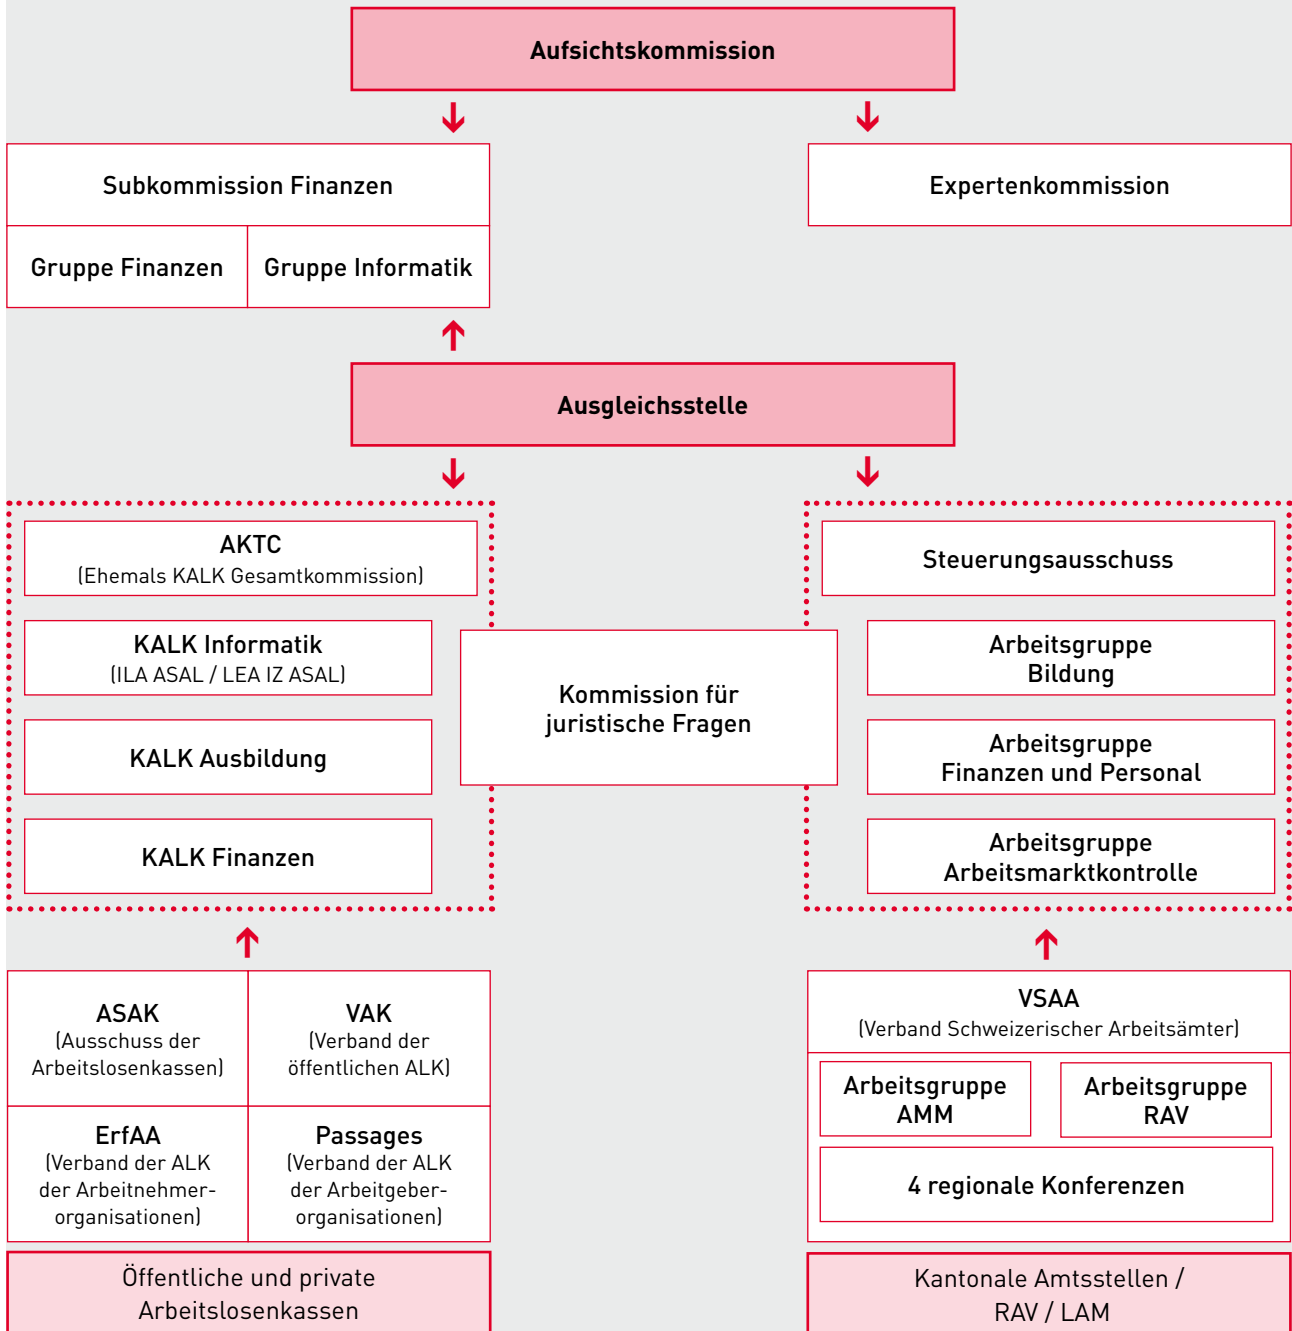 Aufsichtskommission
Subkommission Finanzen
Gruppe Finanzen
Gruppe Informatik
Expertenkommission
Ausgleichsstelle
AKTC
(Ehemals KALK Gesamtkommission)
KALK Informatik
(ILA ASAL / LEA IZ ASAL)
KALK Ausbildung
KALK Finanzen
Kommission für
juristische Fragen
Steuerungsausschuss
Arbeitsgruppe
Bildung
Arbeitsgruppe
Finanzen und Personal
Arbeitsgruppe
Arbeitsmarktkontrolle
ASAK
(Ausschuss der
Arbeitslosenkassen)
VAK
(Verband der
öffentlichen ALK)
ErfAA
(Verband der ALK
der Arbeitnehmer-
organisationen)
Passages
(Verband der ALK
der Arbeitgeber-
organisationen)
Öffentliche und private
Arbeitslosenkassen
VSAA
(Verband Schweizerischer Arbeitsämter)
Arbeitsgruppe
AMM
Arbeitsgruppe
RAV
4 regionale Konferenzen
Kantonale Amtsstellen /
RAV / LAM